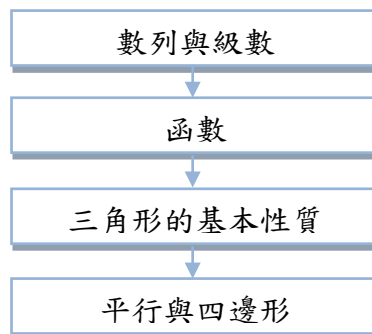 數列與級數
函數
三角形的基本性質
平行與四邊形